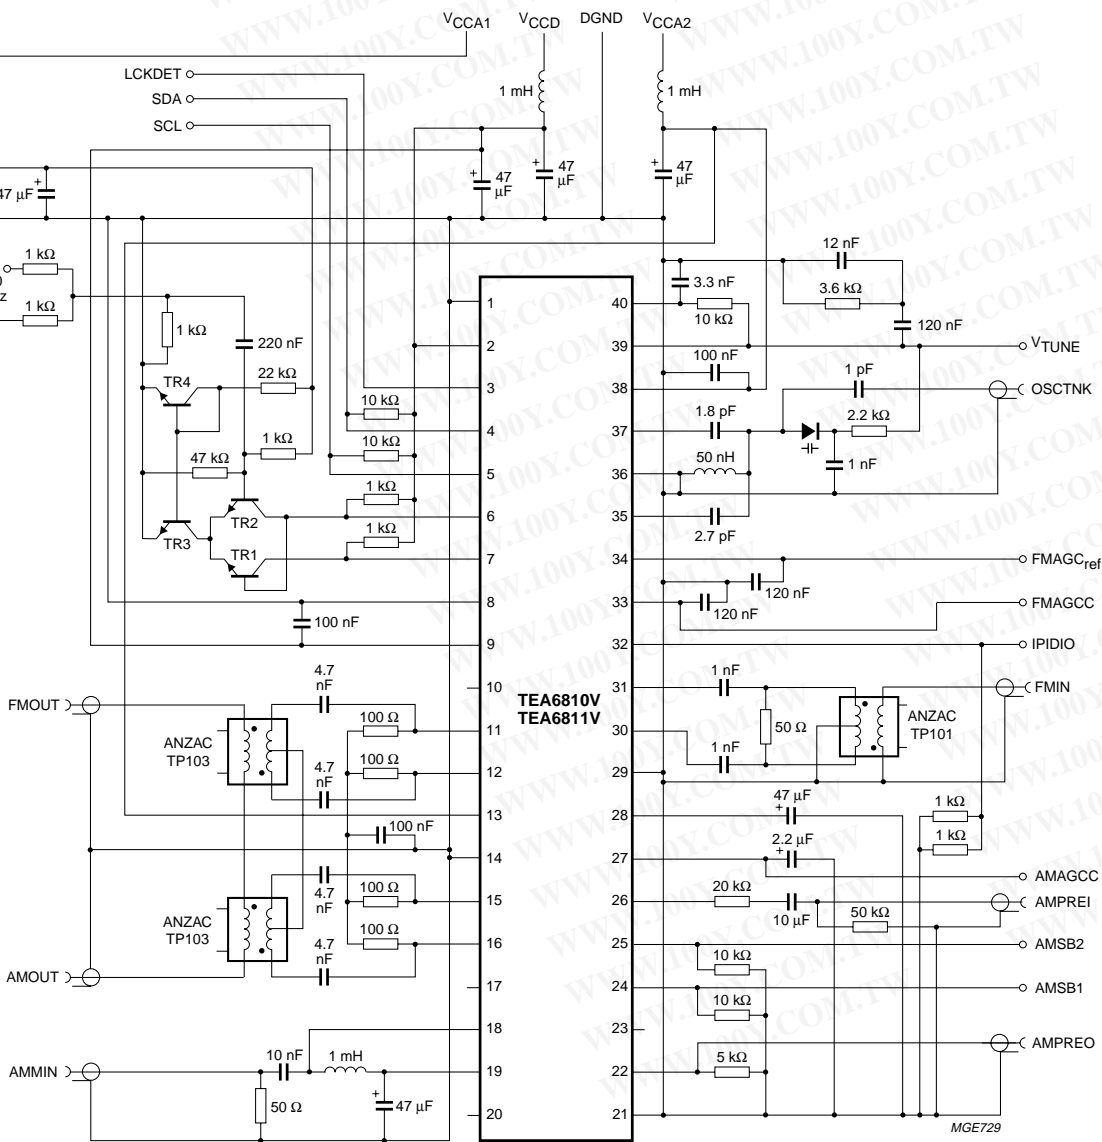 VCCA1 VCCD DGND VCCA2
LCKDET
SDA
SCL
1 mH
1 mH
47 µF
47 µF
47 µF
47 µF
1 kΩ
1 kΩ
0
z
1 kΩ
220 nF
TR4
22 kΩ
1 kΩ
47 kΩ
TR2
TR3
TR1
10 kΩ
10 kΩ
1 kΩ
1 kΩ
100 nF
FMOUT
ANZAC
TP103
4.7 nF
100 Ω
100 Ω
4.7 nF
100 nF
4.7 nF
100 Ω
100 Ω
4.7 nF
ANZAC
TP103
AMOUT
AMMIN
10 nF
1 mH
50 Ω
47 µF
1
2
3
4
5
6
7
8
9
10
11
12
13
14
15
16
17
18
19
20
TEA6810V
TEA6811V
40
39
38
37
36
35
34
33
32
31
30
29
28
27
26
25
24
23
22
21
12 nF
3.3 nF
3.6 kΩ
10 kΩ
120 nF
VTUNE
100 nF
1 pF
OSCTNK
1.8 pF
2.2 kΩ
50 nH
1 nF
2.7 pF
FMAGCref
120 nF
120 nF
FMAGCC
IPIDIO
1 nF
FMIN
50 Ω
ANZAC
TP101
1 nF
47 µF
1 kΩ
1 kΩ
2.2 µF
AMAGCC
20 kΩ
10 µF
AMPREI
50 kΩ
AMSB2
10 kΩ
AMSB1
10 kΩ
AMPREO
5 kΩ
MGE729
WWW.100Y.COM.TW